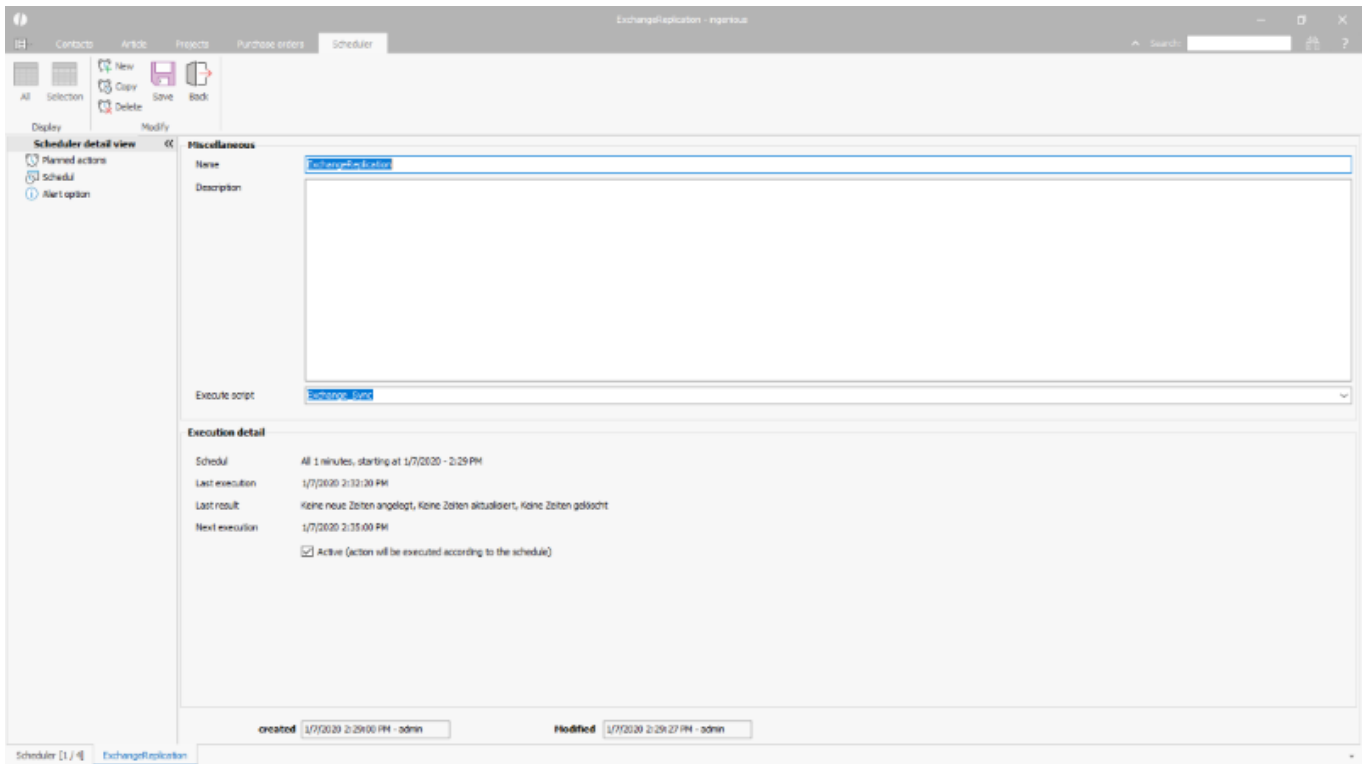 ExchangeReplication - ingenious
Contacts Article Projects Purchase orders Scheduler Search: ?
New
Copy
Delete
All Selection Save Back
Display Modify
Scheduler detail view «
Planned actions
Schedul
Alert option
Miscellaneous
Name ExchangeReplication
Description
Execute script Exchange_Sync
Execution detail
Schedul All 1 minutes, starting at 1/7/2020 - 2:29 PM
Last execution 1/7/2020 2:32:20 PM
Last result Keine neue Zeiten angelegt, Keine Zeiten aktualisiert, Keine Zeiten gelöscht
Next execution 1/7/2020 2:35:00 PM
Active (action will be executed according to the schedule)
created 1/7/2020 2:29:00 PM - admin Modified 1/7/2020 2:29:27 PM - admin
Scheduler [1 / 4] ExchangeReplication